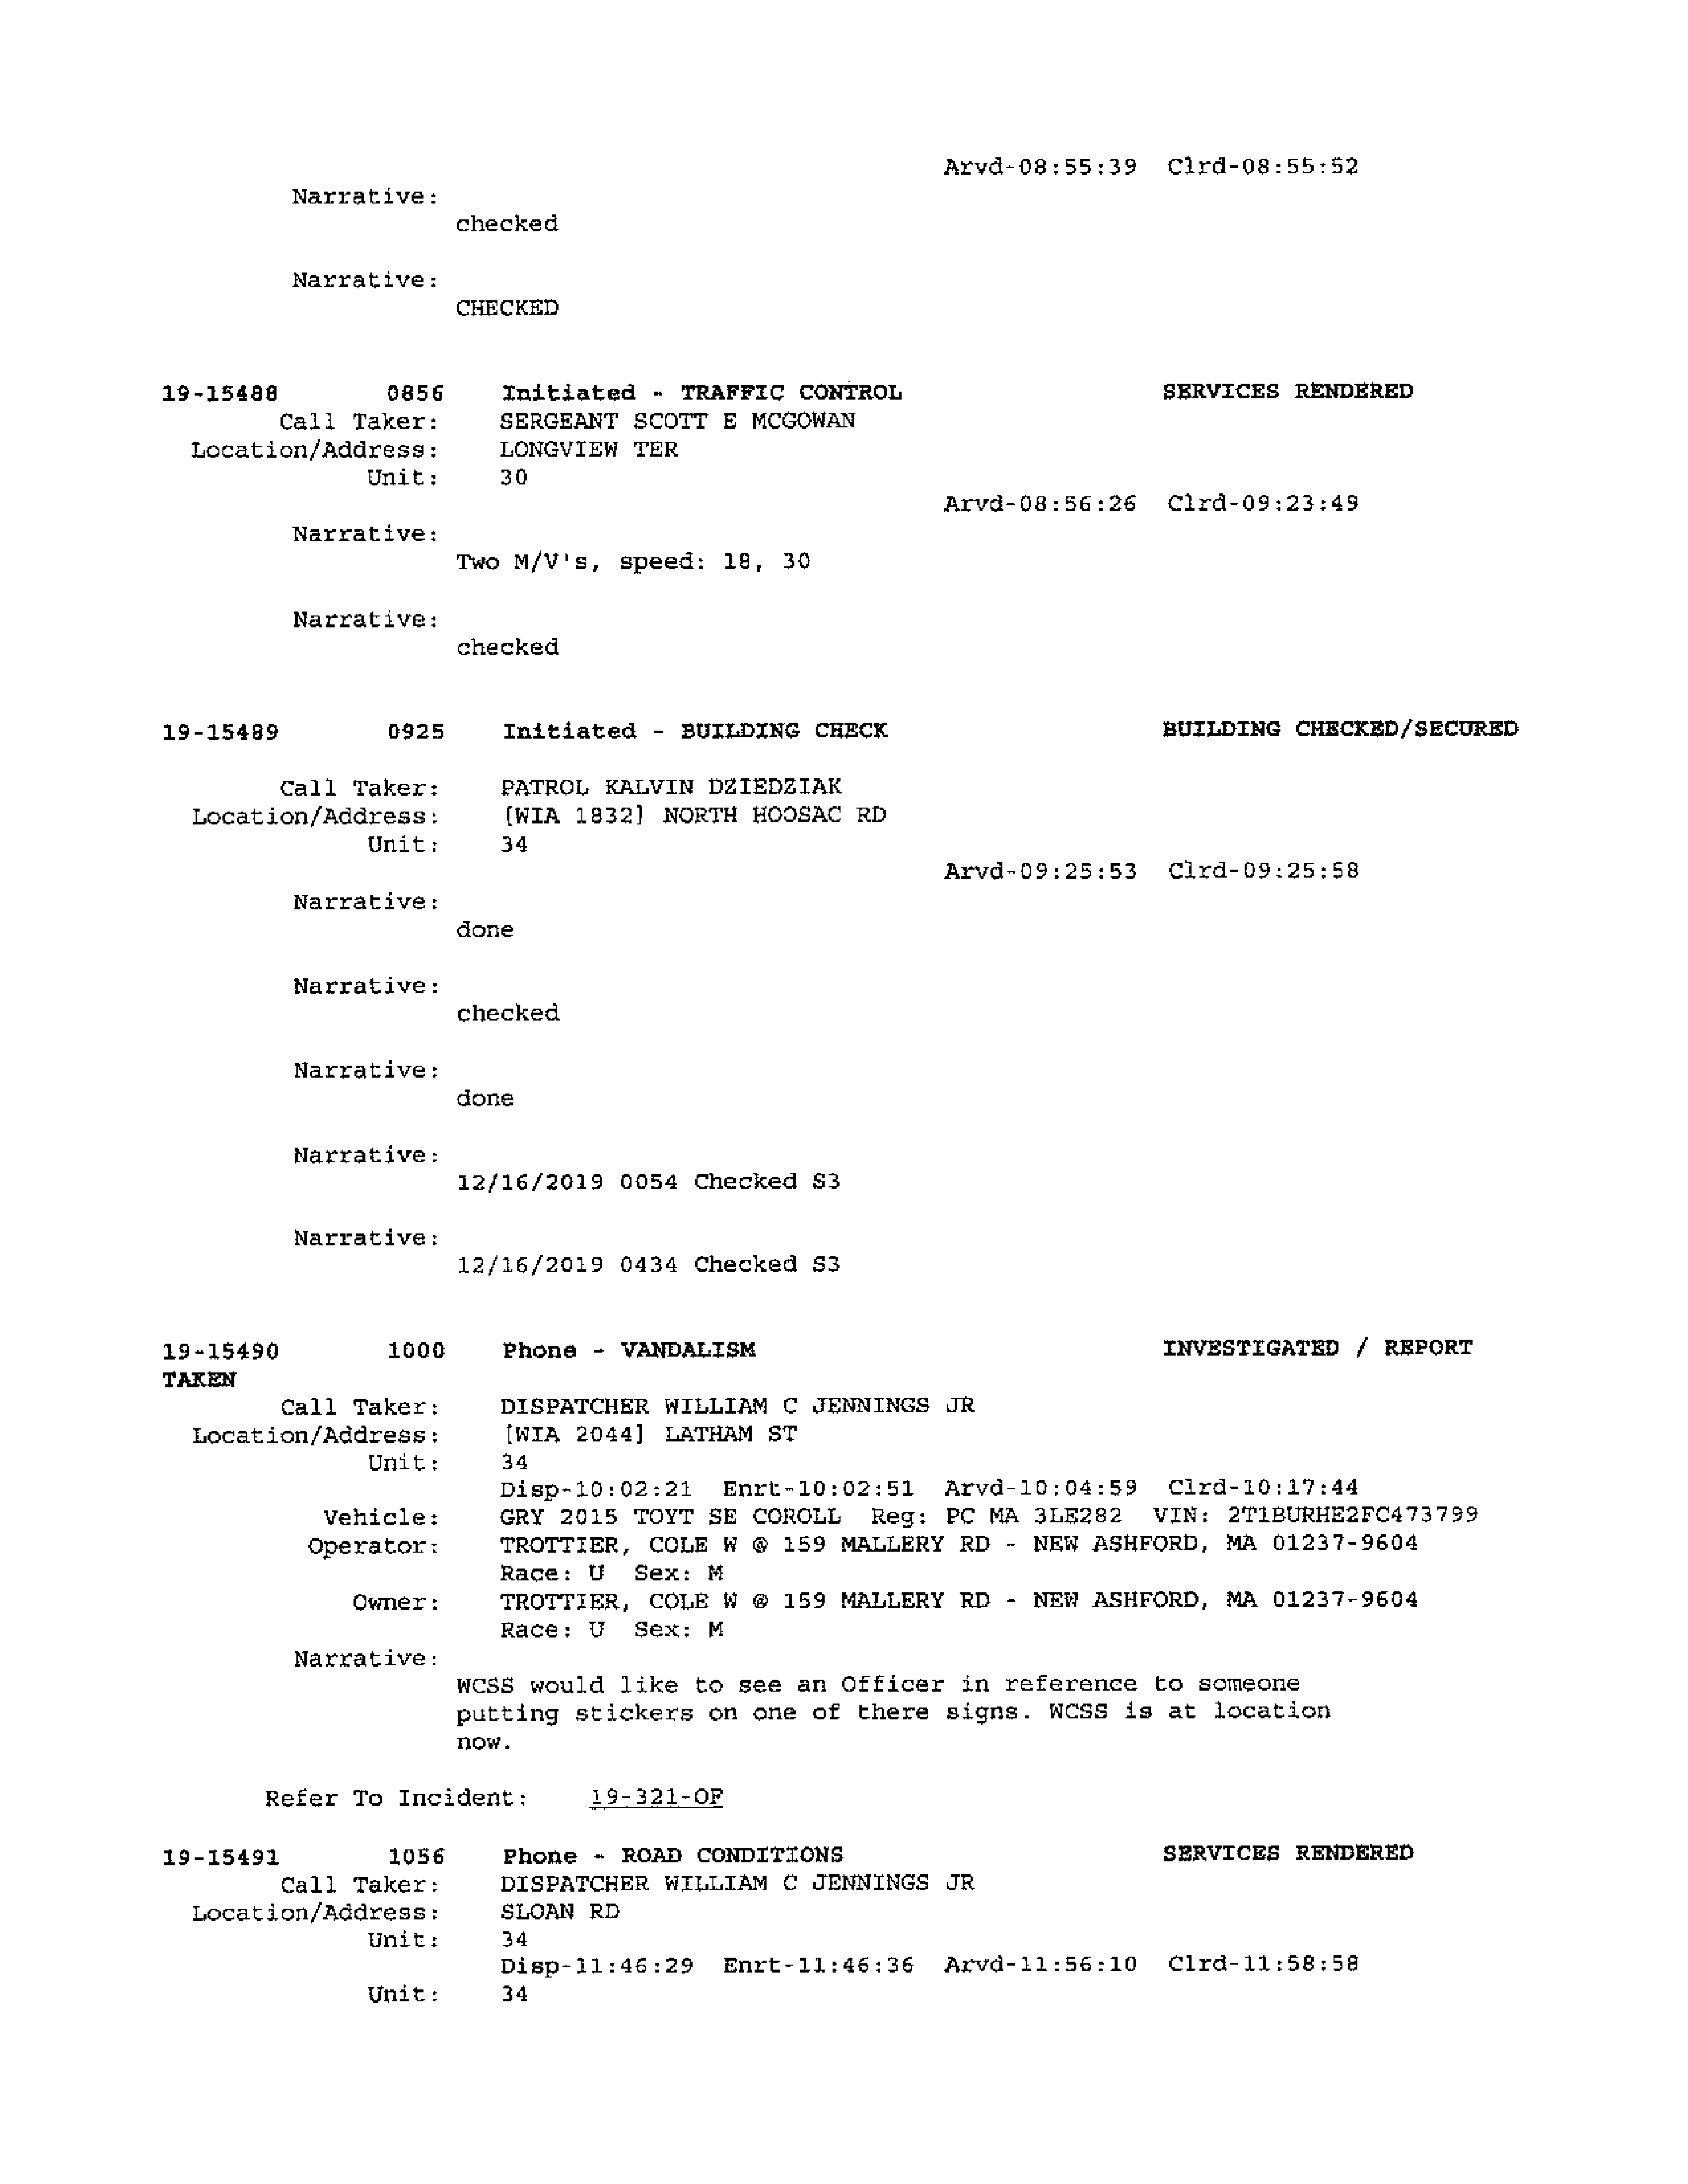 Arvd-08:55:39  Clrd-08:55:52
Narrative:
checked
Narrative:
CHECKED
19-15488  0856  Initiated - TRAFFIC CONTROL  SERVICES RENDERED
Call Taker:  SERGEANT SCOTT E MCGOWAN
Location/Address:  LONGVIEW TER
Unit:  30
Arvd-08:56:26  Clrd-09:23:49
Narrative:
Two M/V's, speed: 18, 30
Narrative:
checked
19-15489  0925  Initiated - BUILDING CHECK  BUILDING CHECKED/SECURED
Call Taker:  PATROL KALVIN DZIEDZIAK
Location/Address:  [WIA 1832] NORTH HOOSAC RD
Unit:  34
Arvd-09:25:53  Clrd-09:25:58
Narrative:
done
Narrative:
checked
Narrative:
done
Narrative:
12/16/2019 0054 Checked S3
Narrative:
12/16/2019 0434 Checked S3
19-15490  1000  Phone - VANDALISM  INVESTIGATED / REPORT
TAKEN
Call Taker:  DISPATCHER WILLIAM C JENNINGS JR
Location/Address:  [WIA 2044] LATHAM ST
Unit:  34
Disp-10:02:21  Enrt-10:02:51  Arvd-10:04:59  Clrd-10:17:44
Vehicle:  GRY 2015 TOYT SE COROLL  Reg: PC MA 3LE282  VIN: 2T1BURHE2FC473799
Operator:  TROTTIER, COLE W @ 159 MALLERY RD - NEW ASHFORD, MA 01237-9604
Race: U  Sex: M
Owner:  TROTTIER, COLE W @ 159 MALLERY RD - NEW ASHFORD, MA 01237-9604
Race: U  Sex: M
Narrative:
WCSS would like to see an Officer in reference to someone
putting stickers on one of there signs. WCSS is at location
now.
Refer To Incident:  19-321-OF
19-15491  1056  Phone - ROAD CONDITIONS  SERVICES RENDERED
Call Taker:  DISPATCHER WILLIAM C JENNINGS JR
Location/Address:  SLOAN RD
Unit:  34
Disp-11:46:29  Enrt-11:46:36  Arvd-11:56:10  Clrd-11:58:58
Unit:  34